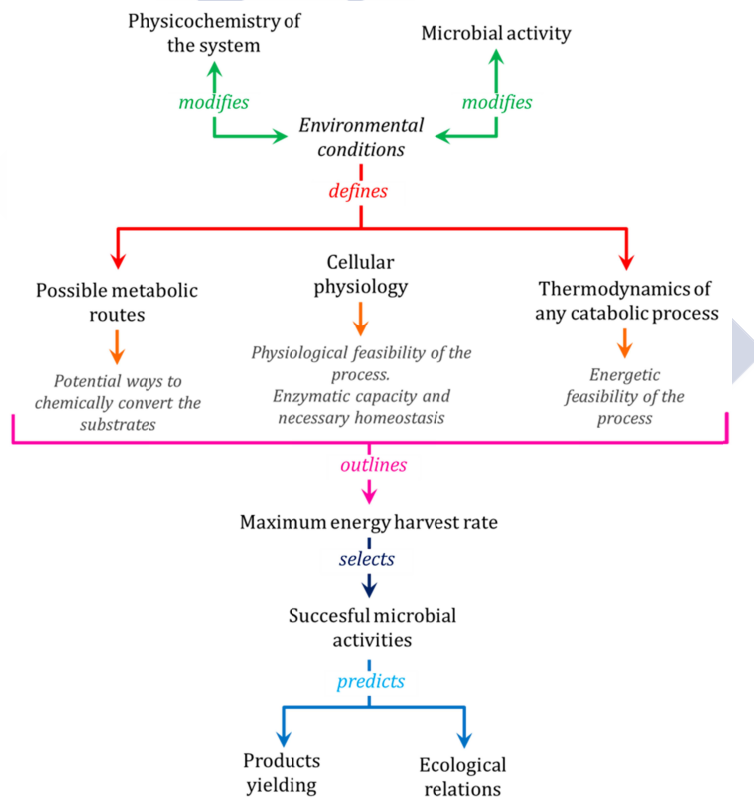 Physicochemistry of
the system
Microbial activity
modifies
modifies
Environmental
conditions
defines
Possible metabolic
routes
Cellular
physiology
Thermodynamics of
any catabolic process
Potential ways to
chemically convert the
substrates
Physiological feasibility of the
process.
Enzymatic capacity and
necessary homeostasis
Energetic
feasibility of the
process
outlines
Maximum energy harvest rate
selects
Succesful microbial
activities
predicts
Products
yielding
Ecological
relations